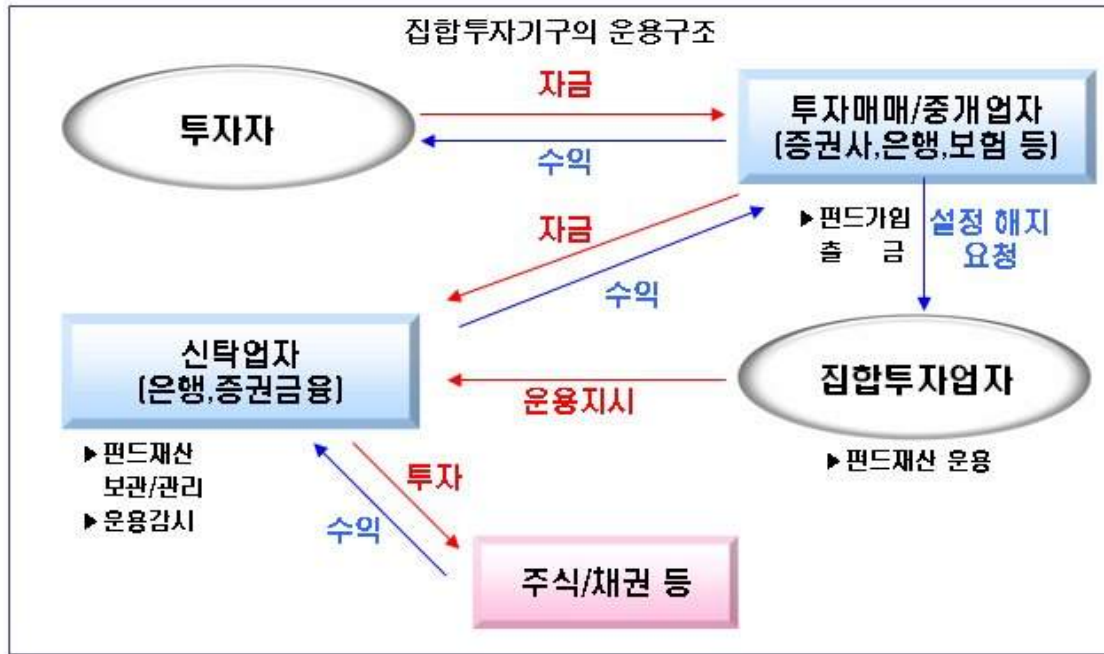 집합투자기구의 운용구조
투자자
자금
수익
투자매매/중개업자
(증권사,은행,보험 등)
자금
수익
▶펀드가입
출 금
설정 해지
요청
신탁업자
(은행,증권금융)
운용지시
집합투자업자
▶펀드재산
보관/관리
▶운용감시
▶펀드재산 운용
투자
수익
주식/채권 등